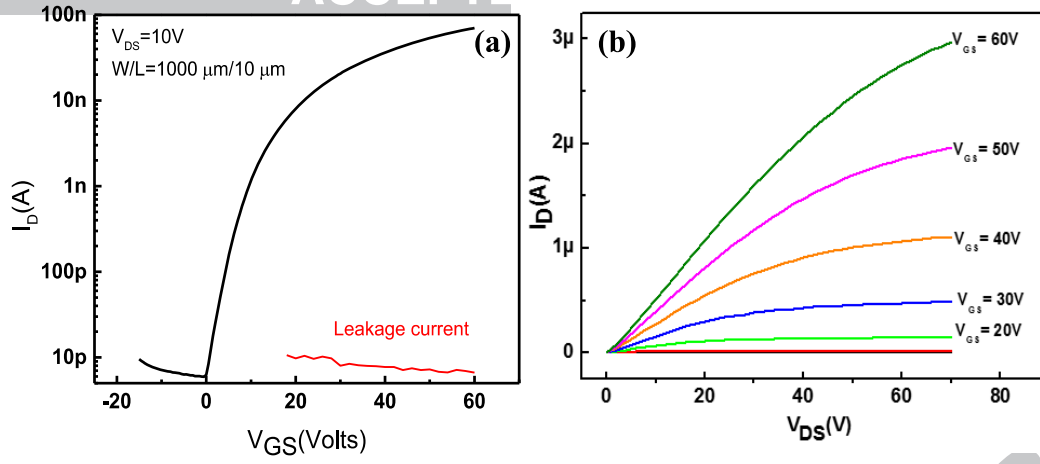 100n
10n
1n
100p
10p
I_D(A)
V_DS=10V
W/L=1000 μm/10 μm
(a)
Leakage current
-20 0 20 40 60
V_GS(Volts)
3μ
2μ
1μ
0
I_D(A)
(b)
V_GS = 60V
V_GS = 50V
V_GS = 40V
V_GS = 30V
V_GS = 20V
0 20 40 60 80
V_DS(V)